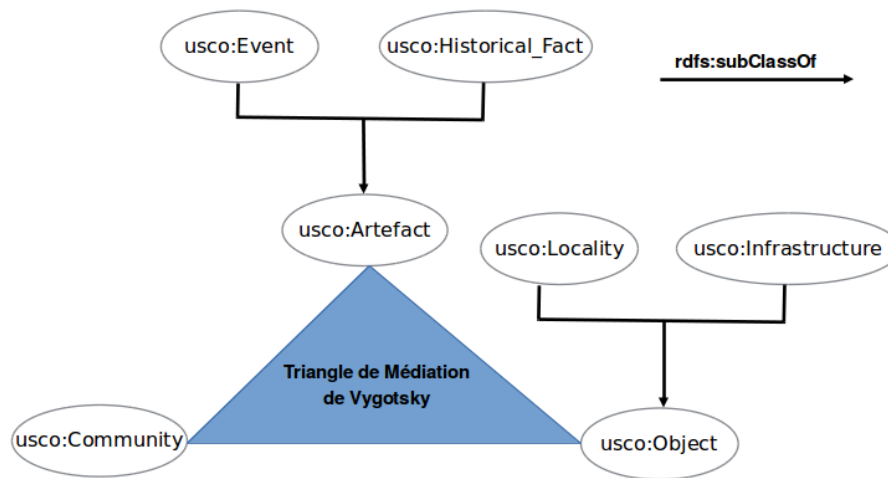 usco:Event
usco:Historical_Fact
rdfs:subClassOf
usco:Artefact
usco:Locality
usco:Infrastructure
Triangle de Médiation
de Vygotsky
usco:Community
usco:Object